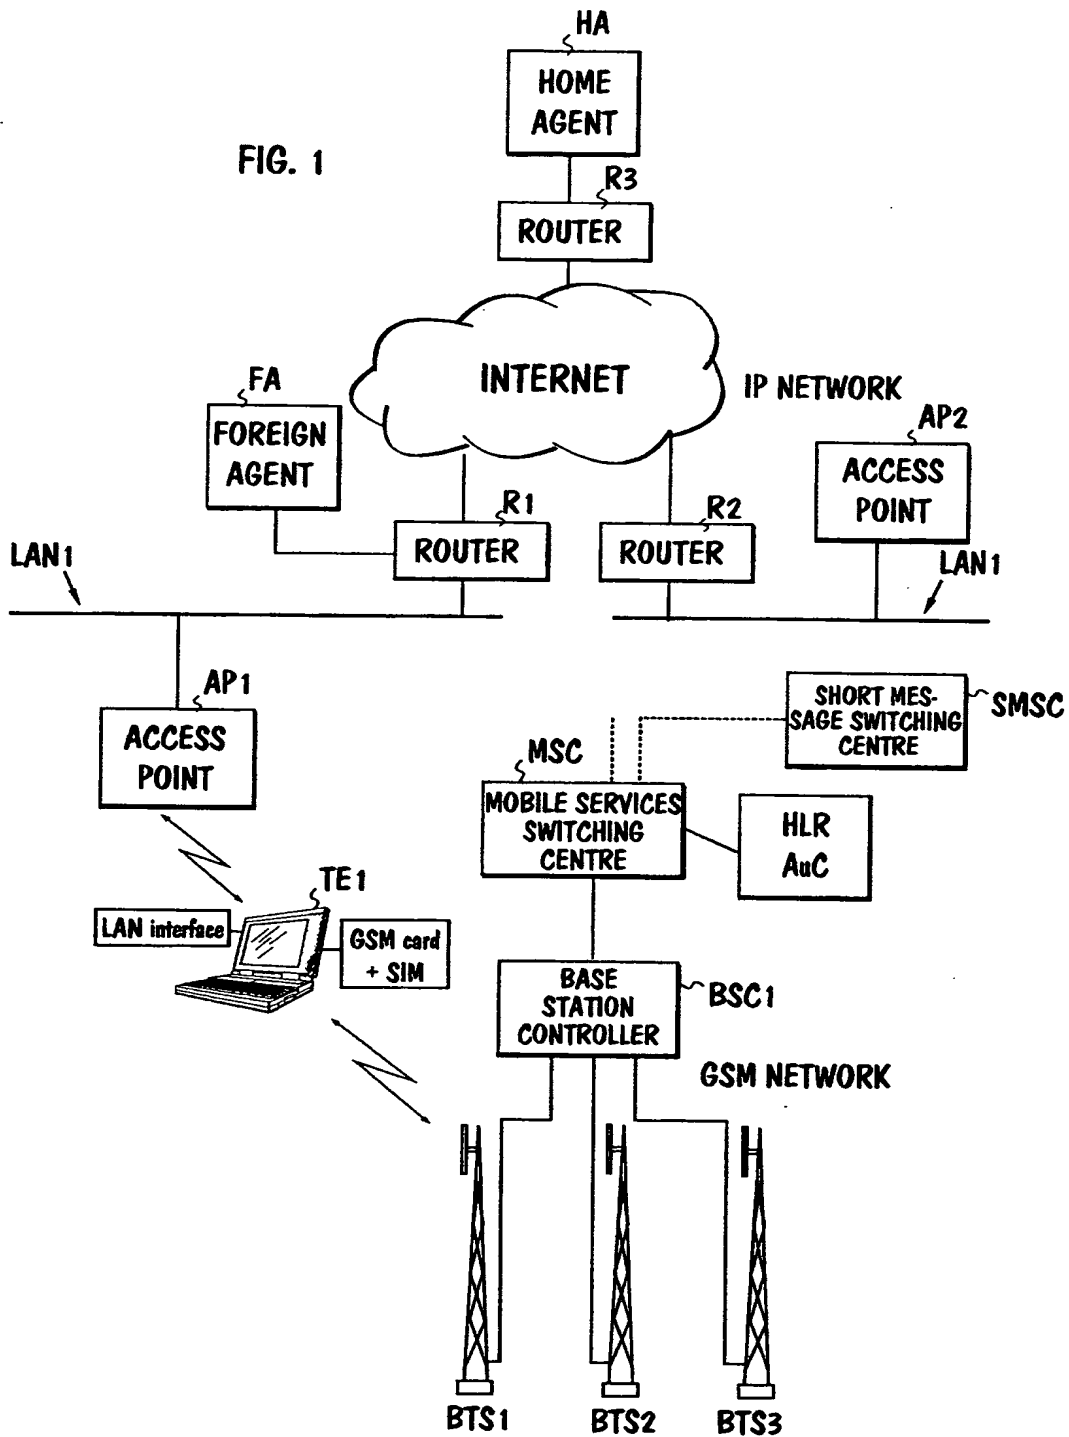 HA
HOME
AGENT
FIG. 1
R3
ROUTER
INTERNET
IP NETWORK
FA
FOREIGN
AGENT
AP2
ACCESS
POINT
R1
ROUTER
R2
ROUTER
LAN1
LAN1
AP1
ACCESS
POINT
SHORT MES-
SAGE SWITCHING
CENTRE
SMSC
MSC
MOBILE SERVICES
SWITCHING
CENTRE
HLR
AuC
TE1
LAN interface
GSM card
+ SIM
BASE
STATION
CONTROLLER
BSC1
GSM NETWORK
BTS1
BTS2
BTS3